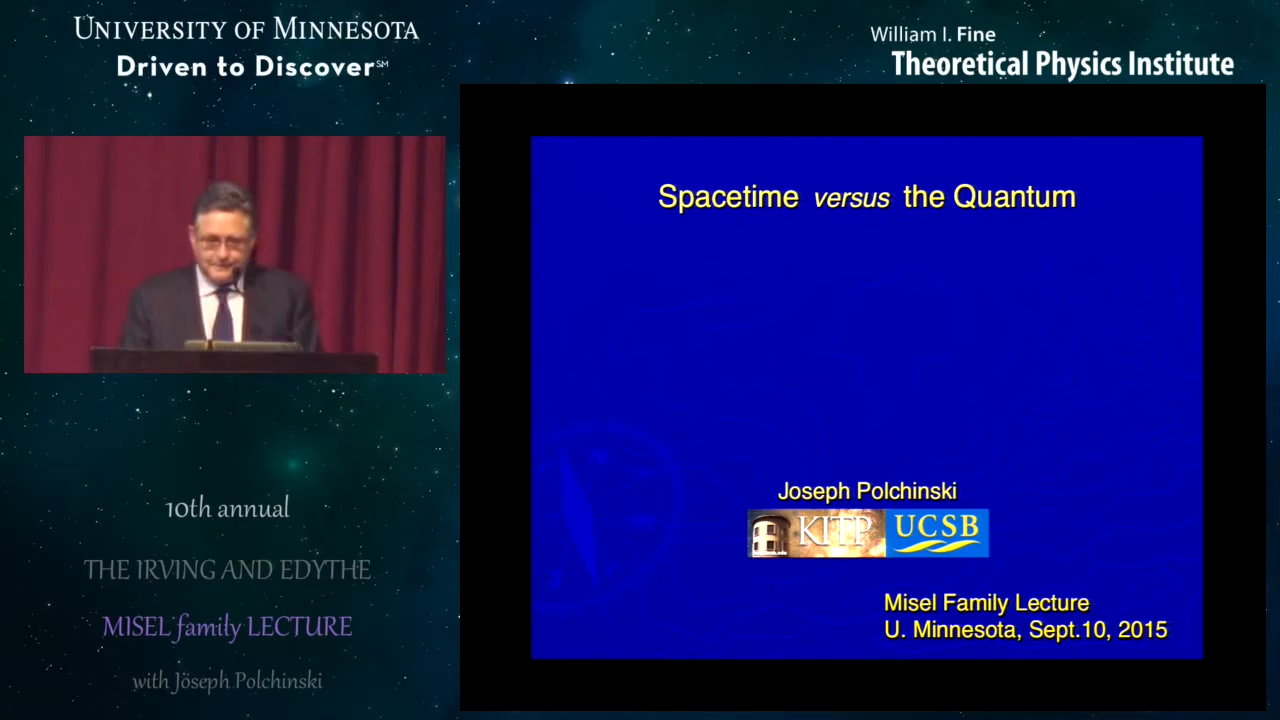 UNIVERSITY OF MINNESOTA
Driven to Discover℠
William I. Fine
Theoretical Physics Institute
Spacetime versus the Quantum
Joseph Polchinski
KITP UCSB
Misel Family Lecture
U. Minnesota, Sept.10, 2015
10th annual
THE IRVING AND EDYTHE
MISEL family LECTURE
with Joseph Polchinski